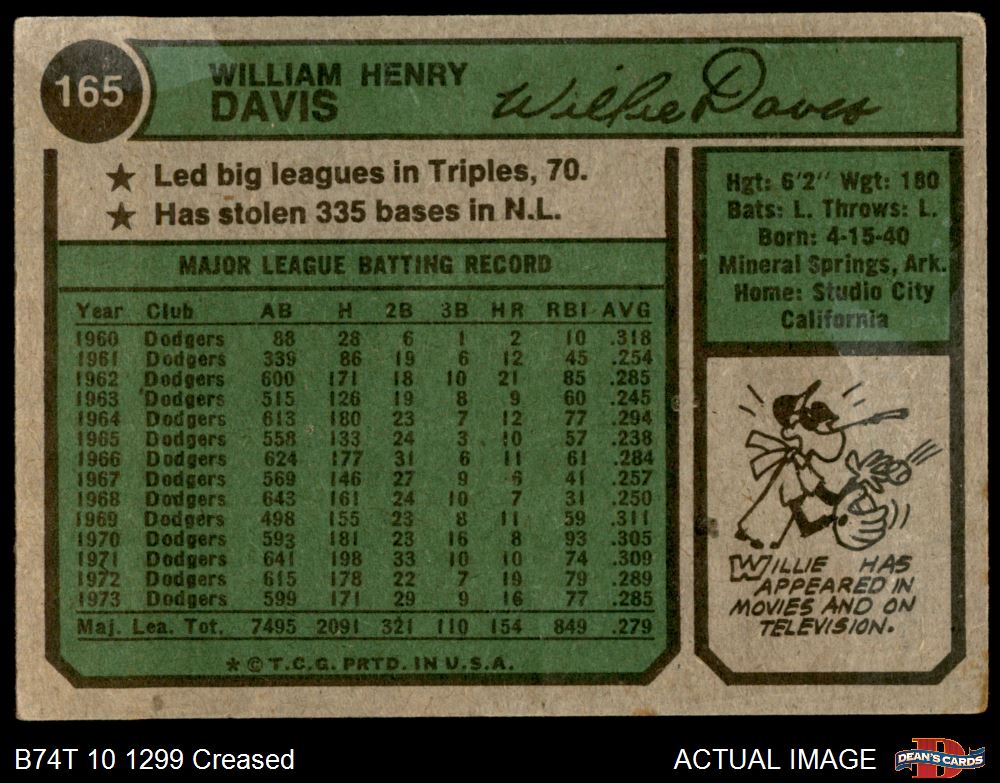 165
WILLIAM HENRY
DAVIS
Willie Davis
★ Led big leagues in Triples, 70.
★ Has stolen 335 bases in N.L.
MAJOR LEAGUE BATTING RECORD
Year Club AB H 2B 3B HR RBI AVG
1960 Dodgers 88 28 6 1 2 10 .318
1961 Dodgers 339 86 19 6 12 45 .254
1962 Dodgers 600 171 18 10 21 85 .285
1963 Dodgers 515 126 19 8 9 60 .245
1964 Dodgers 613 180 23 7 12 77 .294
1965 Dodgers 558 133 24 3 10 57 .238
1966 Dodgers 624 177 31 6 11 61 .284
1967 Dodgers 569 146 27 9 6 41 .257
1968 Dodgers 643 161 24 10 7 31 .250
1969 Dodgers 498 155 23 8 11 59 .311
1970 Dodgers 593 181 23 16 8 93 .305
1971 Dodgers 641 198 33 10 10 74 .309
1972 Dodgers 615 178 22 7 19 79 .289
1973 Dodgers 599 171 29 9 16 77 .285
Maj. Lea. Tot. 7495 2091 321 110 154 849 .279
* © T.C.G. PRTD. IN U.S.A.
Hgt: 6'2" Wgt: 180
Bats: L. Throws: L.
Born: 4-15-40
Mineral Springs, Ark.
Home: Studio City
California
WILLIE HAS
APPEARED IN
MOVIES AND ON
TELEVISION.
B74T 10 1299 Creased
ACTUAL IMAGE
D
DEAN'S CARDS